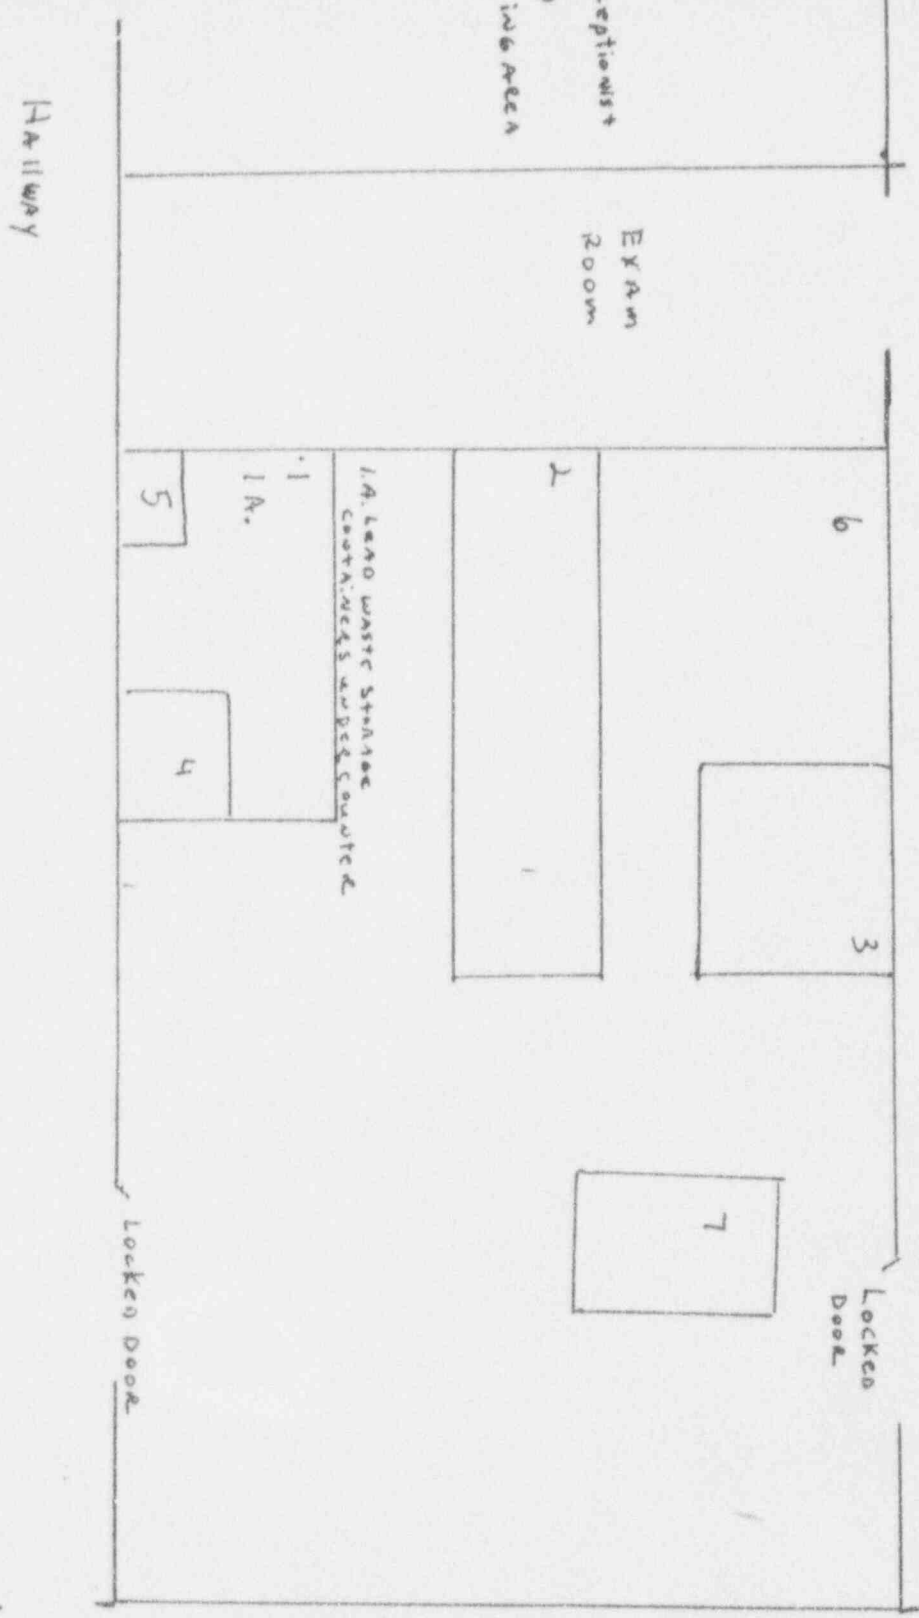 eptionist
ing Area
Exam
Room
Hallway
6
2
3
1.A. Lead waste storage
containers under counter
1
1A.
5
4
7
Locked
Door
Locked Door